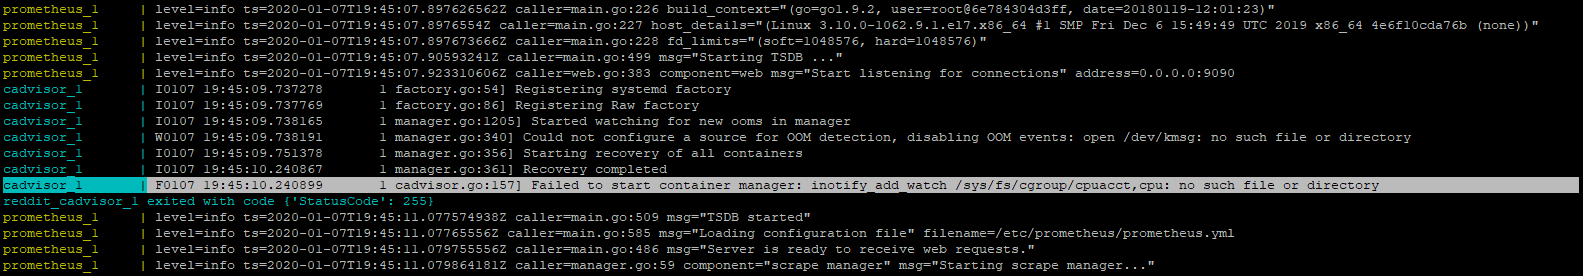 prometheus_1 | level=info ts=2020-01-07T19:45:07.897626562Z caller=main.go:226 build_context="(go=go1.9.2, user=root@6e784304d3ff, date=20180119-12:01:23)"
prometheus_1 | level=info ts=2020-01-07T19:45:07.8976554Z caller=main.go:227 host_details="(Linux 3.10.0-1062.9.1.el7.x86_64 #1 SMP Fri Dec 6 15:49:49 UTC 2019 x86_64 4e6f10cda76b (none))"
prometheus_1 | level=info ts=2020-01-07T19:45:07.897673666Z caller=main.go:228 fd_limits="(soft=1048576, hard=1048576)"
prometheus_1 | level=info ts=2020-01-07T19:45:07.90593241Z caller=main.go:499 msg="Starting TSDB ..."
prometheus_1 | level=info ts=2020-01-07T19:45:07.923310606Z caller=web.go:383 component=web msg="Start listening for connections" address=0.0.0.0:9090
cadvisor_1 | I0107 19:45:09.737278 1 factory.go:54] Registering systemd factory
cadvisor_1 | I0107 19:45:09.737769 1 factory.go:86] Registering Raw factory
cadvisor_1 | I0107 19:45:09.738165 1 manager.go:1205] Started watching for new ooms in manager
cadvisor_1 | W0107 19:45:09.738191 1 manager.go:340] Could not configure a source for OOM detection, disabling OOM events: open /dev/kmsg: no such file or directory
cadvisor_1 | I0107 19:45:09.751378 1 manager.go:356] Starting recovery of all containers
cadvisor_1 | I0107 19:45:10.240867 1 manager.go:361] Recovery completed
cadvisor_1 | F0107 19:45:10.240899 1 cadvisor.go:157] Failed to start container manager: inotify_add_watch /sys/fs/cgroup/cpuacct,cpu: no such file or directory
reddit_cadvisor_1 exited with code {'StatusCode': 255}
prometheus_1 | level=info ts=2020-01-07T19:45:11.077574938Z caller=main.go:509 msg="TSDB started"
prometheus_1 | level=info ts=2020-01-07T19:45:11.07765556Z caller=main.go:585 msg="Loading configuration file" filename=/etc/prometheus/prometheus.yml
prometheus_1 | level=info ts=2020-01-07T19:45:11.079755556Z caller=main.go:486 msg="Server is ready to receive web requests."
prometheus_1 | level=info ts=2020-01-07T19:45:11.079864181Z caller=manager.go:59 component="scrape manager" msg="Starting scrape manager..."